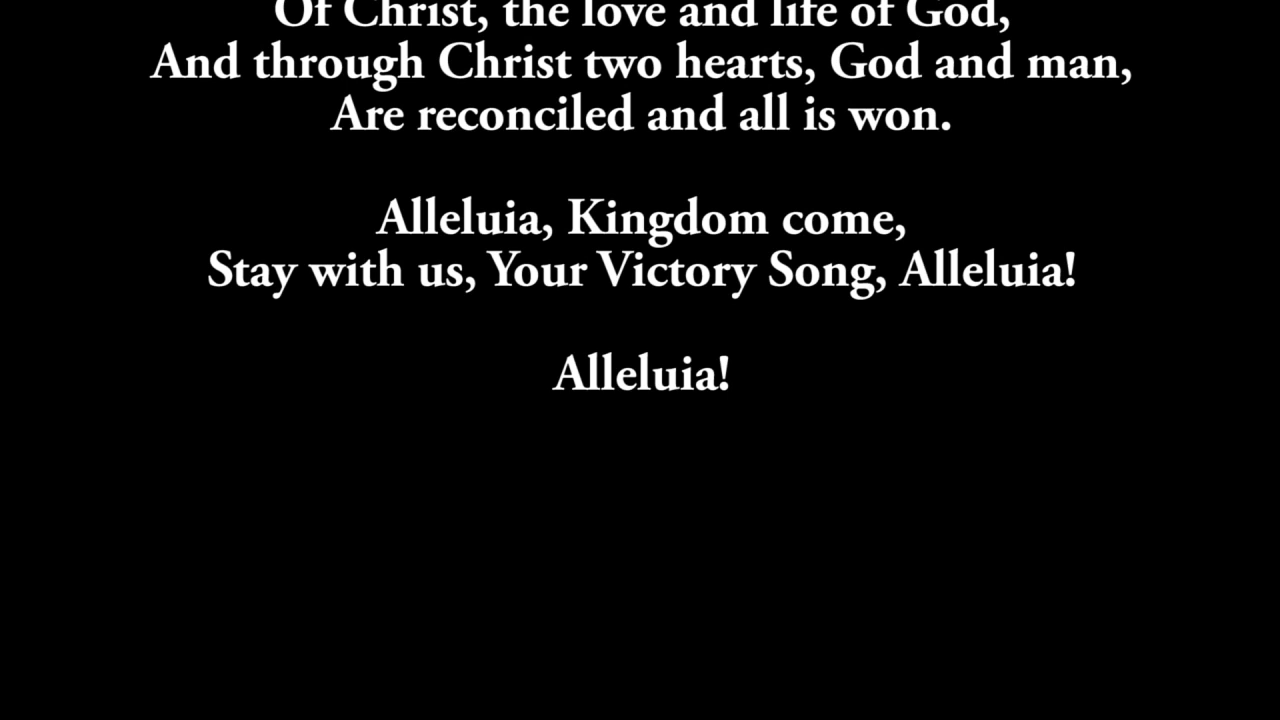 Of Christ, the love and life of God,
And through Christ two hearts, God and man,
Are reconciled and all is won.
Alleluia, Kingdom come,
Stay with us, Your Victory Song, Alleluia!
Alleluia!